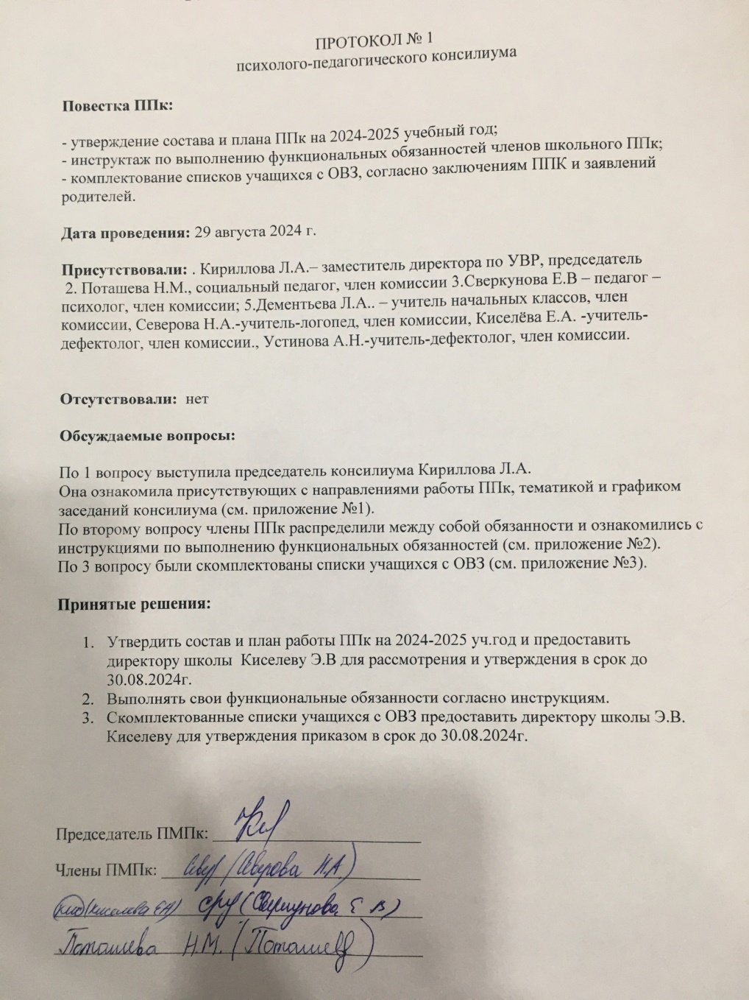 ПРОТОКОЛ № 1
психолого-педагогического консилиума
Повестка ППк:
- утверждение состава и плана ППк на 2024-2025 учебный год;
- инструктаж по выполнению функциональных обязанностей членов школьного ППк;
- комплектование списков учащихся с ОВЗ, согласно заключениям ППК и заявлений
родителей.
Дата проведения: 29 августа 2024 г.
Присутствовали: . Кириллова Л.А.– заместитель директора по УВР, председатель
2. Поташева Н.М., социальный педагог, член комиссии 3.Сверкунова Е.В – педагог –
психолог, член комиссии; 5.Дементьева Л.А.. – учитель начальных классов, член
комиссии, Северова Н.А.-учитель-логопед, член комиссии, Киселёва Е.А. -учитель-
дефектолог, член комиссии., Устинова А.Н.-учитель-дефектолог, член комиссии.
Отсутствовали: нет
Обсуждаемые вопросы:
По 1 вопросу выступила председатель консилиума Кириллова Л.А.
Она ознакомила присутствующих с направлениями работы ППк, тематикой и графиком
заседаний консилиума (см. приложение №1).
По второму вопросу члены ППк распределили между собой обязанности и ознакомились с
инструкциями по выполнению функциональных обязанностей (см. приложение №2).
По 3 вопросу были скомплектованы списки учащихся с ОВЗ (см. приложение №3).
Принятые решения:
1. Утвердить состав и план работы ППк на 2024-2025 уч.год и предоставить
директору школы Киселеву Э.В для рассмотрения и утверждения в срок до
30.08.2024г.
2. Выполнять свои функциональные обязанности согласно инструкциям.
3. Скомплектованные списки учащихся с ОВЗ предоставить директору школы Э.В.
Киселеву для утверждения приказом в срок до 30.08.2024г.
Председатель ПМПк:
Члены ПМПк: (Северова Н.А.)
(Киселева ЕА) (Сверкунова Е В)
Поташева Н.М. (Поташева)